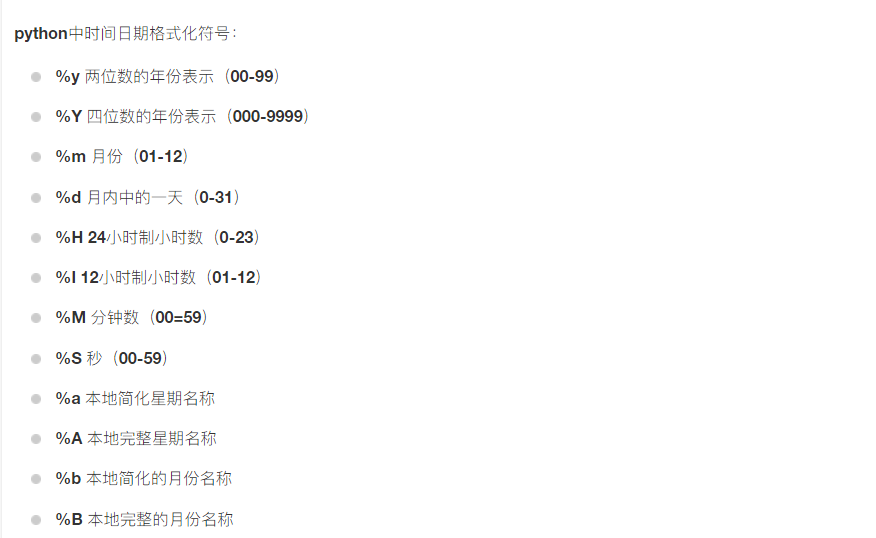 python中时间日期格式化符号：
%y 两位数的年份表示（00-99）
%Y 四位数的年份表示（000-9999）
%m 月份（01-12）
%d 月内中的一天（0-31）
%H 24小时制小时数（0-23）
%I 12小时制小时数（01-12）
%M 分钟数（00=59）
%S 秒（00-59）
%a 本地简化星期名称
%A 本地完整星期名称
%b 本地简化的月份名称
%B 本地完整的月份名称